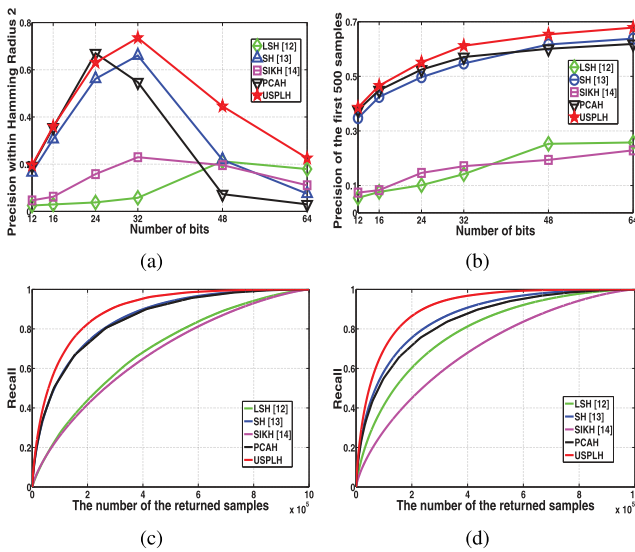 Precision within Hamming Radius 2
0.8
0.6
0.4
0.2
0
12 16 24 32 48 64
Number of bits
LSH [12]
SH [13]
SIKH [14]
PCAH
USPLH
(a)
Precision of the first 500 samples
0.7
0.5
0.3
0.1
12 16 24 32 48 64
Number of bits
LSH [12]
SH [13]
SIKH [14]
PCAH
USPLH
(b)
Recall
1
0.8
0.6
0.4
0.2
0
0 2 4 6 8 10
The number of the returned samples
x 10⁵
LSH [12]
SH [13]
SIKH [14]
PCAH
USPLH
(c)
Recall
1
0.8
0.6
0.4
0.2
0
0 2 4 6 8 1
The number of the returned samples
x 10⁵
LSH [12]
SH [13]
SIKH [14]
PCAH
USPLH
(d)